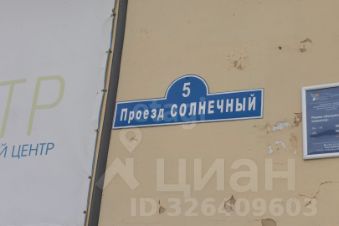 5
Проезд СОЛНЕЧНЫЙ
ТР
Й ЦЕНТР
циан
ID:326409603